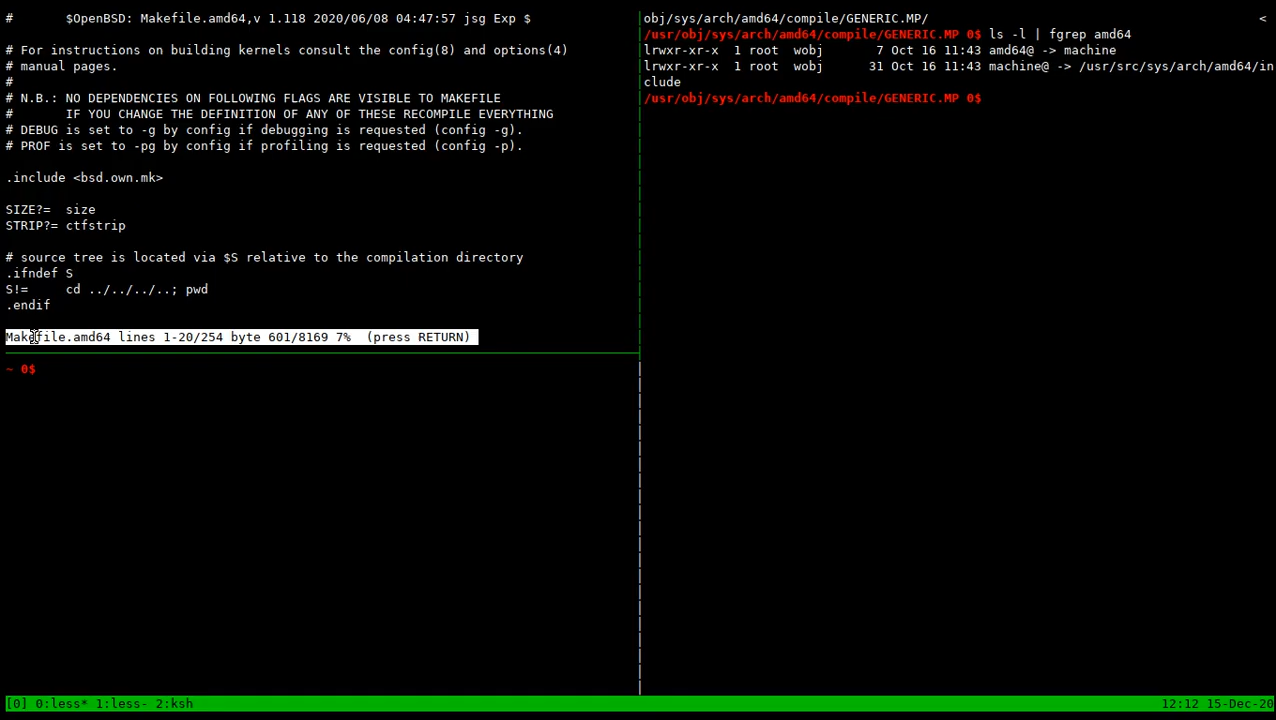 #       $OpenBSD: Makefile.amd64,v 1.118 2020/06/08 04:47:57 jsg Exp $
# For instructions on building kernels consult the config(8) and options(4)
# manual pages.
#
# N.B.: NO DEPENDENCIES ON FOLLOWING FLAGS ARE VISIBLE TO MAKEFILE
#       IF YOU CHANGE THE DEFINITION OF ANY OF THESE RECOMPILE EVERYTHING
# DEBUG is set to -g by config if debugging is requested (config -g).
# PROF is set to -pg by config if profiling is requested (config -p).
.include <bsd.own.mk>
SIZE?=  size
STRIP?= ctfstrip
# source tree is located via $S relative to the compilation directory
.ifndef S
S!=     cd ../../../..; pwd
.endif
Makefile.amd64 lines 1-20/254 byte 601/8169 7%  (press RETURN)
~ 0$
obj/sys/arch/amd64/compile/GENERIC.MP/ <
/usr/obj/sys/arch/amd64/compile/GENERIC.MP 0$ ls -l | fgrep amd64
lrwxr-xr-x  1 root  wobj       7 Oct 16 11:43 amd64@ -> machine
lrwxr-xr-x  1 root  wobj      31 Oct 16 11:43 machine@ -> /usr/src/sys/arch/amd64/in
clude
/usr/obj/sys/arch/amd64/compile/GENERIC.MP 0$
[0] 0:less* 1:less- 2:ksh 12:12 15-Dec-20